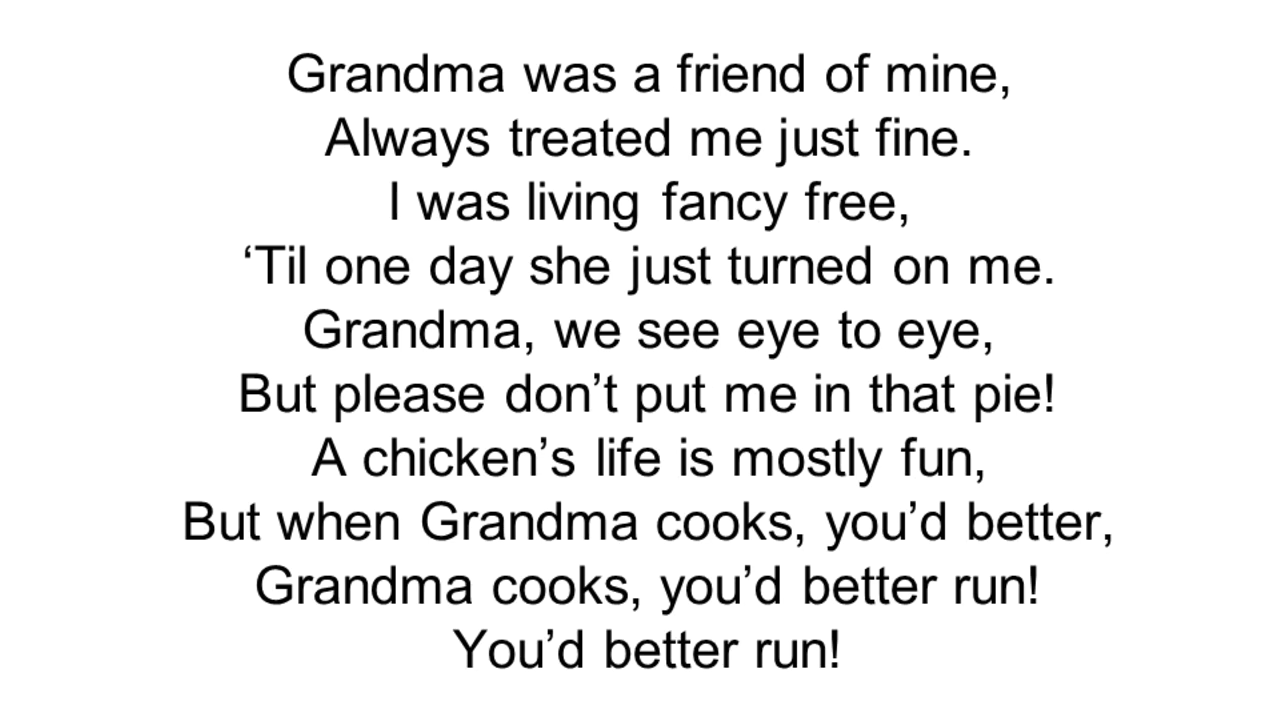 Grandma was a friend of mine,
Always treated me just fine.
I was living fancy free,
‘Til one day she just turned on me.
Grandma, we see eye to eye,
But please don’t put me in that pie!
A chicken’s life is mostly fun,
But when Grandma cooks, you’d better,
Grandma cooks, you’d better run!
You’d better run!